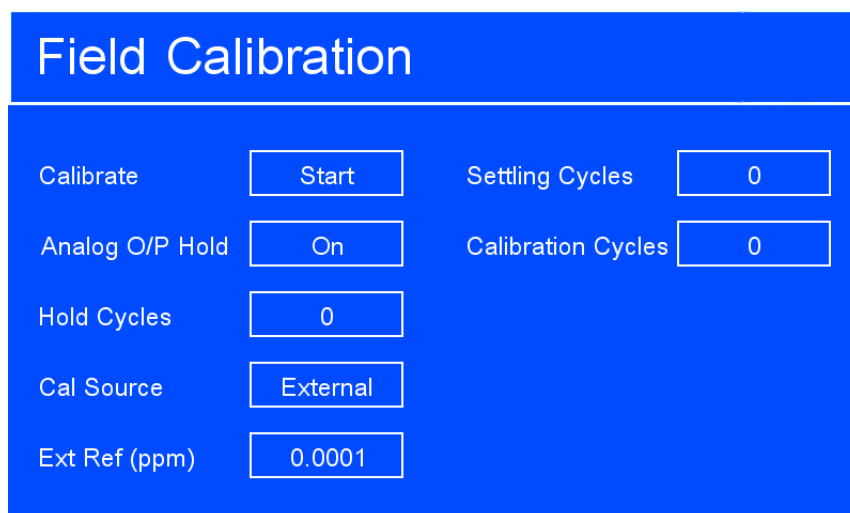 Field Calibration
Calibrate Start Settling Cycles 0
Analog O/P Hold On Calibration Cycles 0
Hold Cycles 0
Cal Source External
Ext Ref (ppm) 0.0001